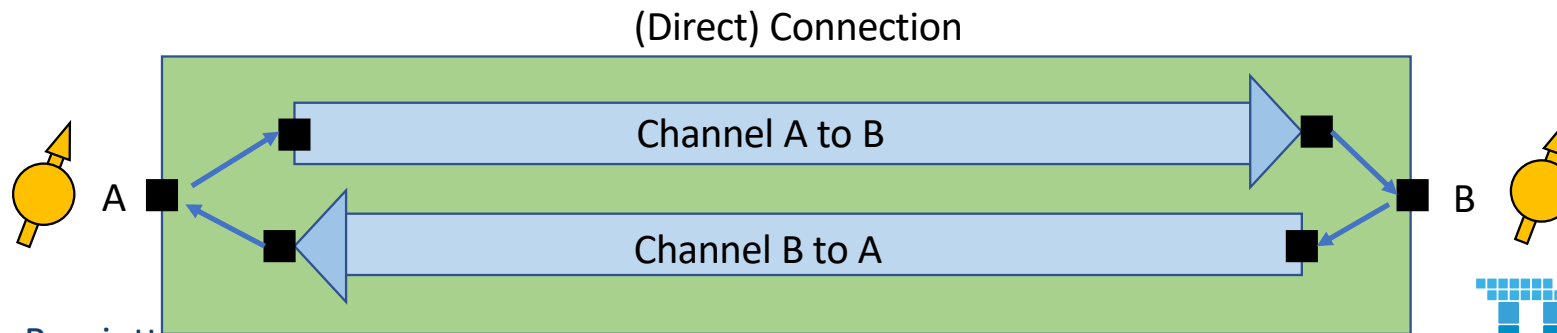 (Direct) Connection
Channel A to B
A
B
Channel B to A